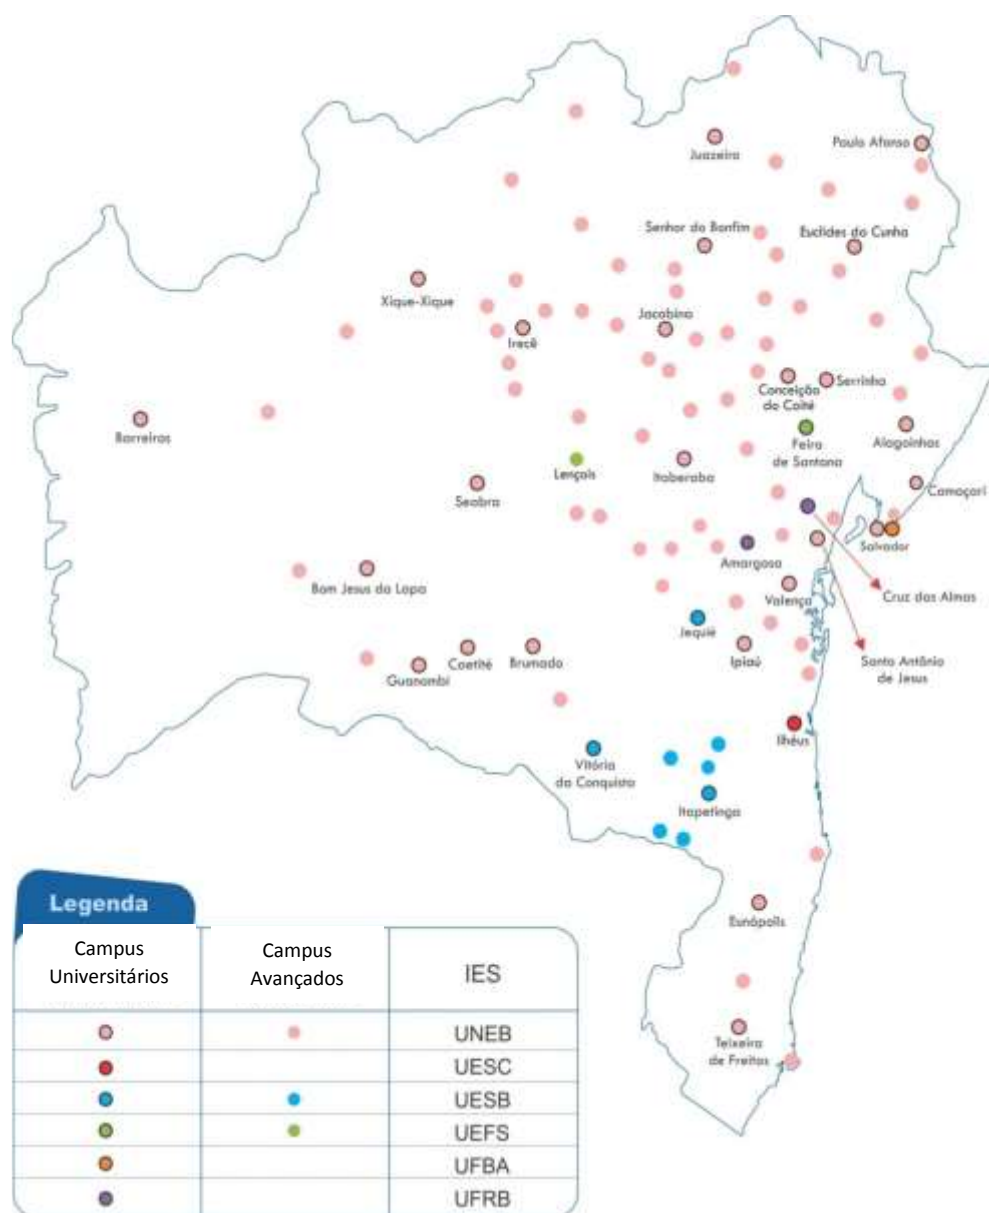 Juazeiro
Paulo Afonso
Senhor do Bonfim
Euclides da Cunha
Xique-Xique
Jacobina
Irecê
Conceição
do Coité
Serrinha
Barreiras
Feira
de Santana
Alagoinhas
Lençois
Itaberaba
Seabra
Camaçari
Salvador
Amargosa
Bom Jesus da Lapa
Valença
Cruz das Almas
Jequié
Ipiaú
Santo Antônio
de Jesus
Caetité
Brumado
Guanambi
Ilhéus
Vitória
da Conquista
Itapetinga
Eunápolis
Teixeira
de Freitas
Legenda
Campus
Universitários
Campus
Avançados
IES
UNEB
UESC
UESB
UEFS
UFBA
UFRB